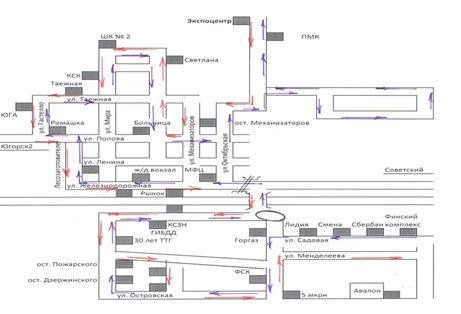 Экспоцентр
ШК № 2
ПМК
Светлана
КСК
Таежная
ул. Таежная
ЮГА
ул. Гастелло
Ромашка
ул. Мира
Больница
ул. Механизаторов
ул. Октябрьская
ост. Механизаторов
ул. Попова
Югорск2
Лесозаготовителе
ул. Ленина
ж/д вокзал
МФЦ
Советский
ул. Железнодорожная
Рынок
Финский
КСЗН
Лидия
Смена
Сбербанк
комплекс
ГИБДД
30 лет ТТГ
Горгаз
ул. Садовая
ул. Менделеева
ост. Пожарского
ост. Дзержинского
ФСК
ул. Островская
5 мкрн
Авалон